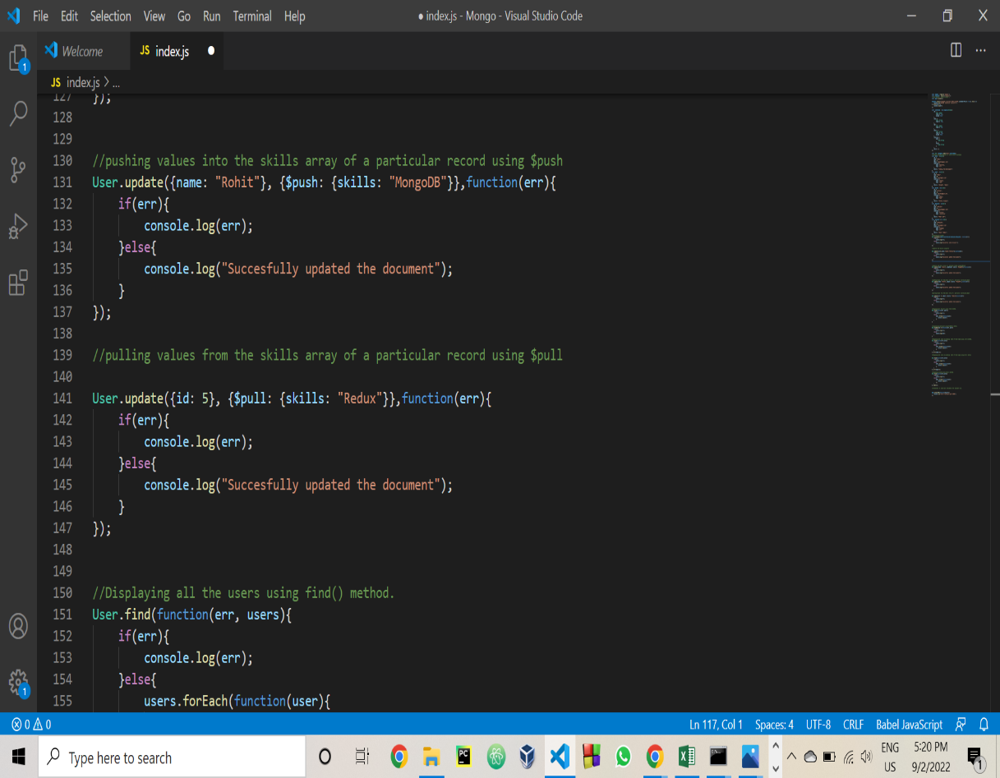 File Edit Selection View Go Run Terminal Help ● index.js - Mongo - Visual Studio Code
Welcome JS index.js ●
JS index.js > ...
127 });
128
129
130 //pushing values into the skills array of a particular record using $push
131 User.update({name: "Rohit"}, {$push: {skills: "MongoDB"}},function(err){
132 if(err){
133 console.log(err);
134 }else{
135 console.log("Succesfully updated the document");
136 }
137 });
138
139 //pulling values from the skills array of a particular record using $pull
140
141 User.update({id: 5}, {$pull: {skills: "Redux"}},function(err){
142 if(err){
143 console.log(err);
144 }else{
145 console.log("Succesfully updated the document");
146 }
147 });
148
149
150 //Displaying all the users using find() method.
151 User.find(function(err, users){
152 if(err){
153 console.log(err);
154 }else{
155 users.forEach(function(user){
1
1
0 0 Ln 117, Col 1 Spaces: 4 UTF-8 CRLF Babel JavaScript
Type here to search PC ENG 5:20 PM
US 9/2/2022 1